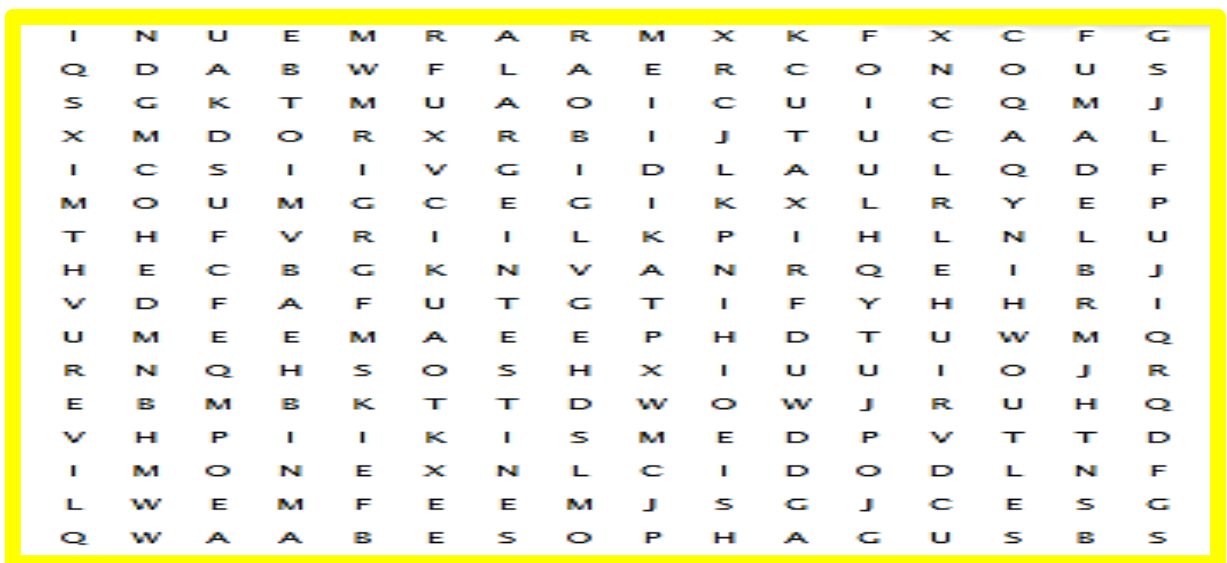 I N U E M R A R M X K F X C F G
Q D A B W F L A E R C O N O U S
S G K T M U A O I C U I C Q M J
X M D O R X R B I J T U C A A L
I C S I I V G I D L A U L Q D F
M O U M G C E G I K X L R Y E P
T H F V R I I L K P I H L N L U
H E C B G K N V A N R Q E I B J
V D F A F U T G T I F Y H H R I
U M E E M A E E P H D T U W M Q
R N Q H S O S H X I U U I O J R
E B M B K T T D W O W J R U H Q
V H P I I K I S M E D P V T T D
I M O N E X N L C I D O D L N F
L W E M F E E M J S G J C E S G
Q W A A B E S O P H A G U S B S